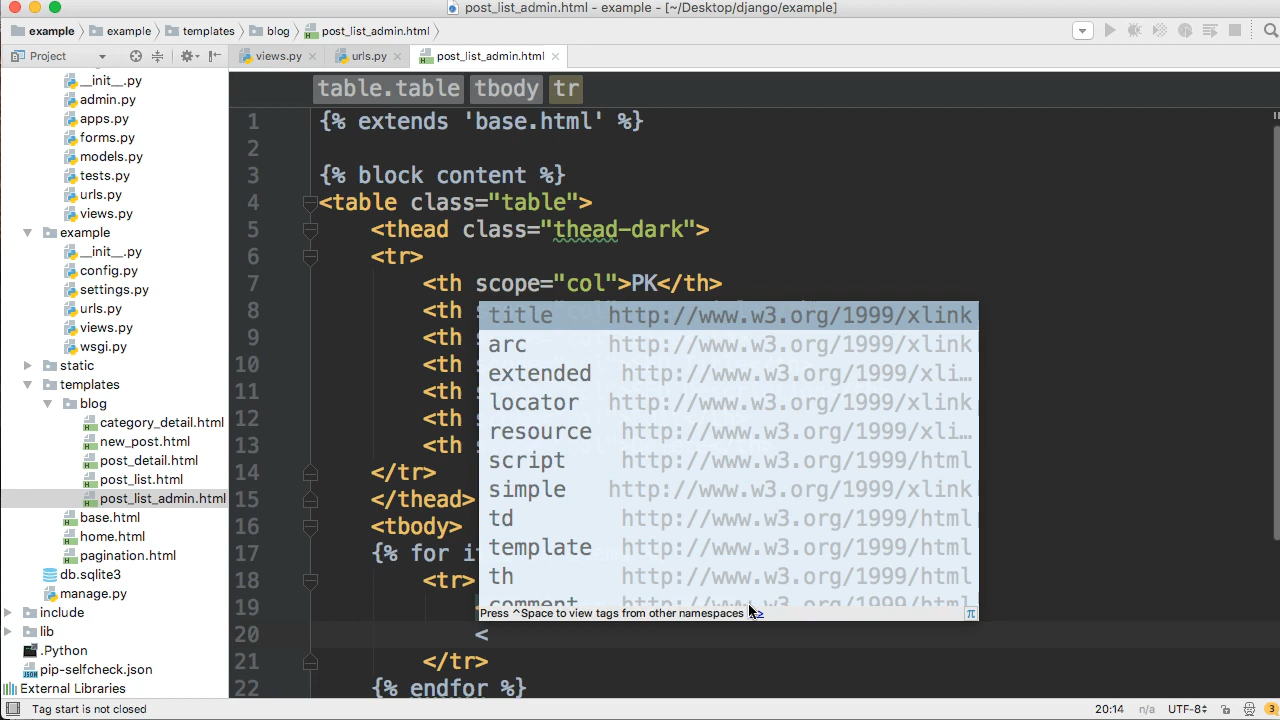 post_list_admin.html - example - [~/Desktop/django/example]
example example templates blog post_list_admin.html
Project views.py urls.py post_list_admin.html
table.table tbody tr
__init__.py
admin.py
apps.py
forms.py
models.py
tests.py
urls.py
views.py
example
__init__.py
config.py
settings.py
urls.py
views.py
wsgi.py
static
templates
blog
category_detail.html
new_post.html
post_detail.html
post_list.html
post_list_admin.html
base.html
home.html
pagination.html
db.sqlite3
manage.py
include
lib
.Python
pip-selfcheck.json
External Libraries
1 {% extends 'base.html' %}
2
3 {% block content %}
4 <table class="table">
5 <thead class="thead-dark">
6 <tr>
7 <th scope="col">PK</th>
8 <th
9 <th
10 <th
11 <th
12 <th
13 <th
14 </tr>
15 </thead>
16 <tbody>
17 {% for
18 <tr>
19
20 <
21 </tr>
22 {% endfor %}
title http://www.w3.org/1999/xlink
arc http://www.w3.org/1999/xlink
extended http://www.w3.org/1999/xli…
locator http://www.w3.org/1999/xlink
resource http://www.w3.org/1999/xli…
script http://www.w3.org/1999/html
simple http://www.w3.org/1999/xlink
td http://www.w3.org/1999/html
template http://www.w3.org/1999/html
th http://www.w3.org/1999/html
comment
Press ^Space to view tags from other namespaces >>
π
Tag start is not closed 20:14 n/a UTF-8 3